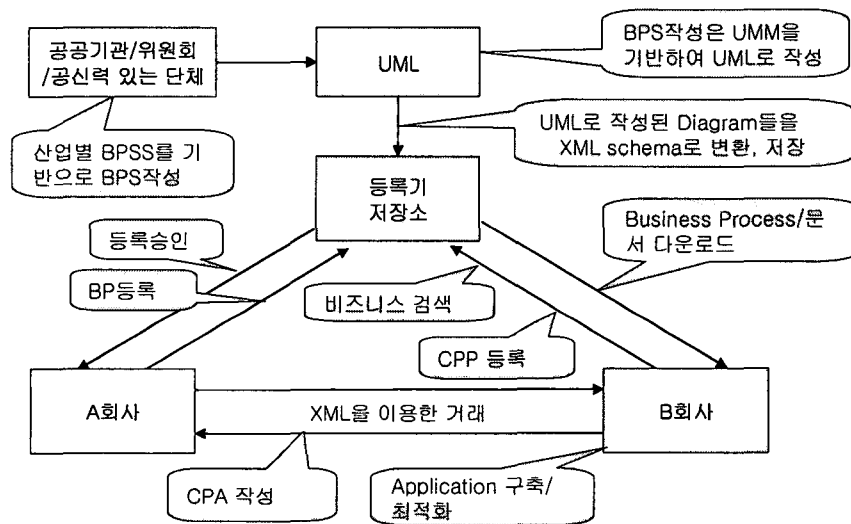 공공기관/위원회
/공신력 있는 단체
UML
BPS작성은 UMM을
기반하여 UML로 작성
산업별 BPSS를 기
반으로 BPS작성
UML로 작성된 Diagram들을
XML schema로 변환, 저장
등록기
저장소
등록승인
BP등록
비즈니스 검색
CPP 등록
Business Process/문
서 다운로드
A회사
XML을 이용한 거래
B회사
CPA 작성
Application 구축/
최적화